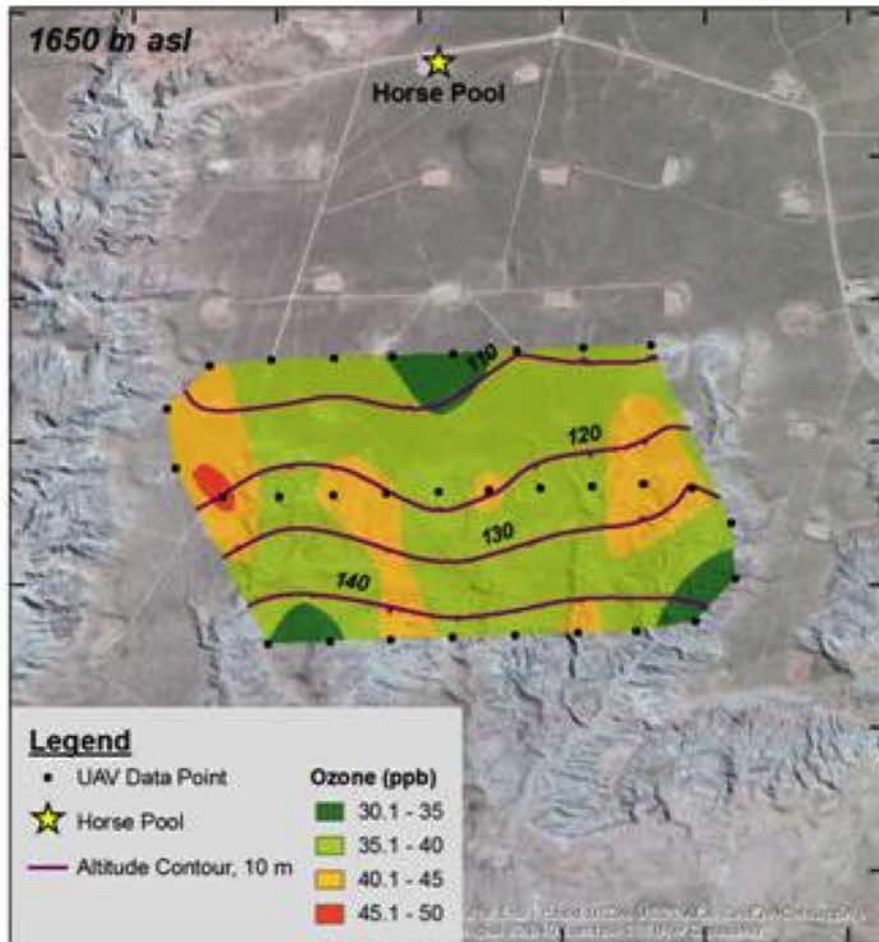 1650 m asl
Horse Pool
110
120
130
140
Legend
UAV Data Point
Horse Pool
Altitude Contour, 10 m
Ozone (ppb)
30.1 - 35
35.1 - 40
40.1 - 45
45.1 - 50